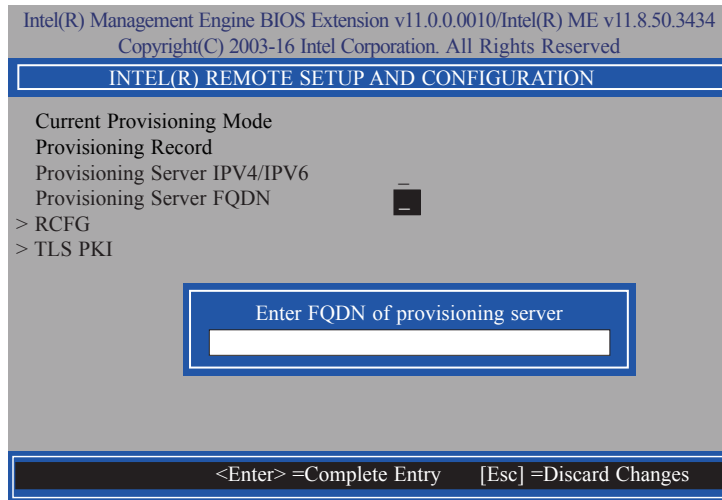 Intel(R) Management Engine BIOS Extension v11.0.0.0010/Intel(R) ME v11.8.50.3434
Copyright(C) 2003-16 Intel Corporation. All Rights Reserved
INTEL(R) REMOTE SETUP AND CONFIGURATION
Current Provisioning Mode
Provisioning Record
Provisioning Server IPV4/IPV6 _
Provisioning Server FQDN _
> RCFG
> TLS PKI
Enter FQDN of provisioning server
<Enter> =Complete Entry [Esc] =Discard Changes